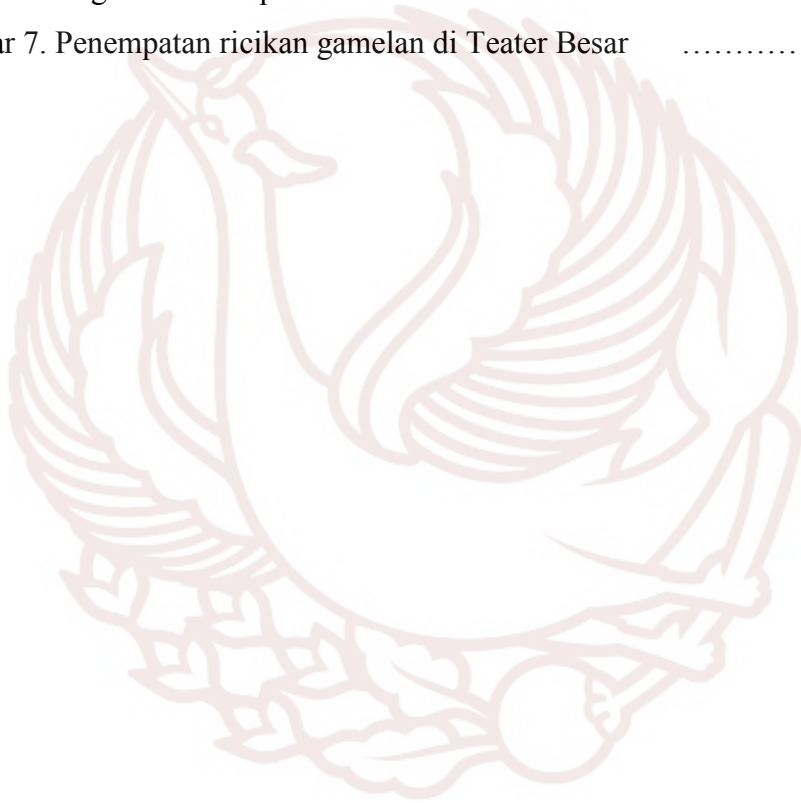 ar 7. Penempatan ricikan gamelan di Teater Besar ...........